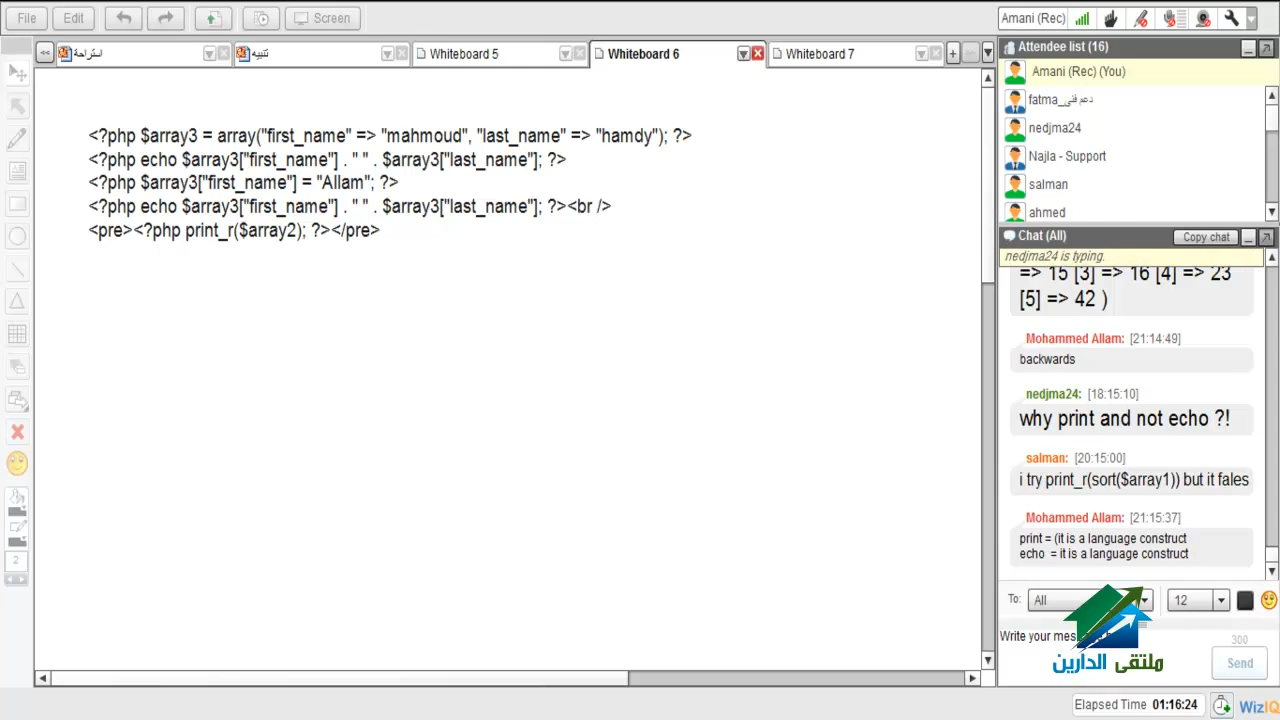 File
Edit
Screen
Amani (Rec)
<<
استراحة
تنبيه
Whiteboard 5
Whiteboard 6
Whiteboard 7
+
<?php $array3 = array("first_name" => "mahmoud", "last_name" => "hamdy"); ?>
<?php echo $array3["first_name"] . " " . $array3["last_name"]; ?>
<?php $array3["first_name"] = "Allam"; ?>
<?php echo $array3["first_name"] . " " . $array3["last_name"]; ?><br />
<pre><?php print_r($array2); ?></pre>
2
Attendee list (16)
Amani (Rec) (You)
fatma_دعم فنى
nedjma24
Najla - Support
salman
ahmed
Chat (All)
Copy chat
nedjma24 is typing.
=> 15 [3] => 16 [4] => 23
[5] => 42 )
Mohammed Allam: [21:14:49]
backwards
nedjma24: [18:15:10]
why print and not echo ?!
salman: [20:15:00]
i try print_r(sort($array1)) but it fales
Mohammed Allam: [21:15:37]
print = (it is a language construct
echo = it is a language construct
To:
All
12
Write your mes
300
Send
ملتقى الدارين
Elapsed Time 01:16:24
WizIQ